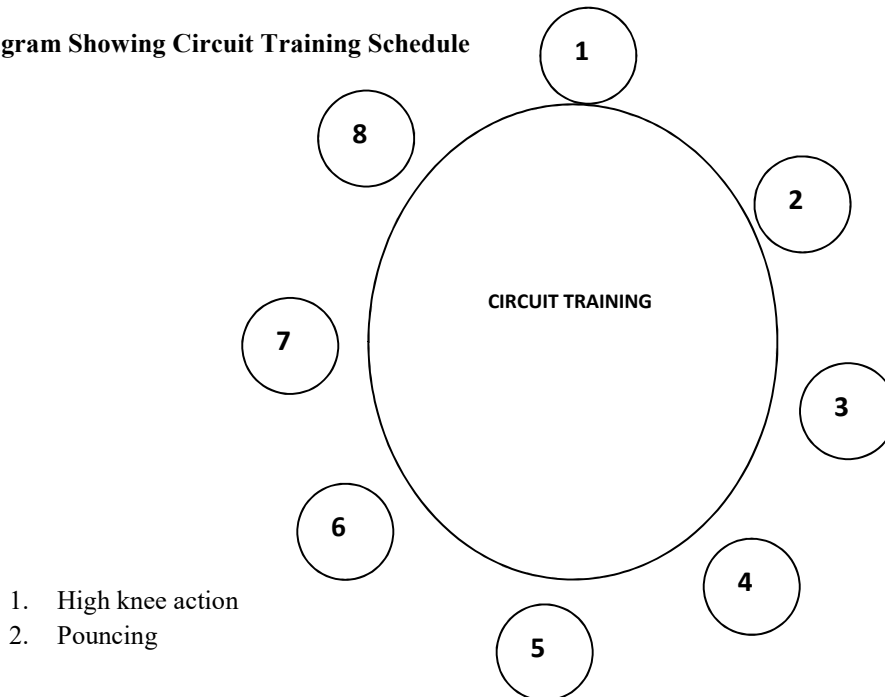 gram Showing Circuit Training Schedule
1
8
2
CIRCUIT TRAINING
7
3
6
4
1. High knee action
2. Pouncing
5